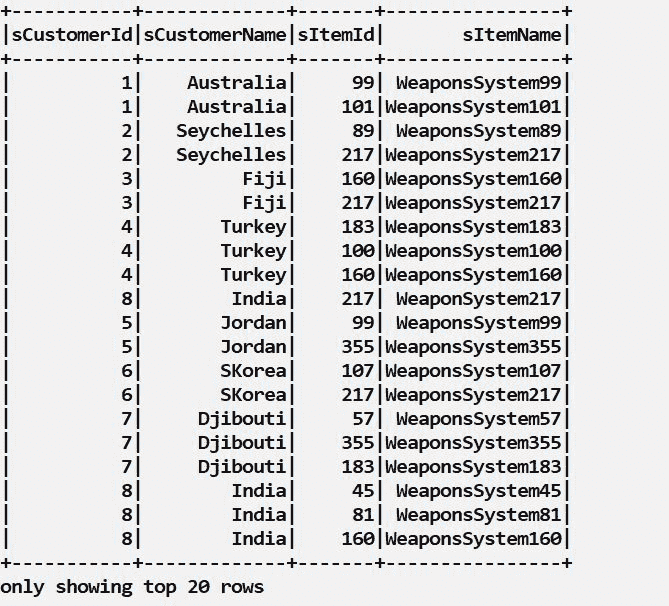 +-----------+-------------+-------+----------------+
|sCustomerId|sCustomerName|sItemId|       sItemName|
+-----------+-------------+-------+----------------+
|          1|    Australia|     99| WeaponsSystem99|
|          1|    Australia|    101|WeaponsSystem101|
|          2|   Seychelles|     89| WeaponsSystem89|
|          2|   Seychelles|    217|WeaponsSystem217|
|          3|         Fiji|    160|WeaponsSystem160|
|          3|         Fiji|    217|WeaponsSystem217|
|          4|       Turkey|    183|WeaponsSystem183|
|          4|       Turkey|    100|WeaponsSystem100|
|          4|       Turkey|    160|WeaponsSystem160|
|          8|        India|    217| WeaponSystem217|
|          5|       Jordan|     99| WeaponsSystem99|
|          5|       Jordan|    355|WeaponsSystem355|
|          6|       SKorea|    107|WeaponsSystem107|
|          6|       SKorea|    217|WeaponsSystem217|
|          7|     Djibouti|     57| WeaponsSystem57|
|          7|     Djibouti|    355|WeaponsSystem355|
|          7|     Djibouti|    183|WeaponsSystem183|
|          8|        India|     45| WeaponsSystem45|
|          8|        India|     81| WeaponsSystem81|
|          8|        India|    160|WeaponsSystem160|
+-----------+-------------+-------+----------------+
only showing top 20 rows